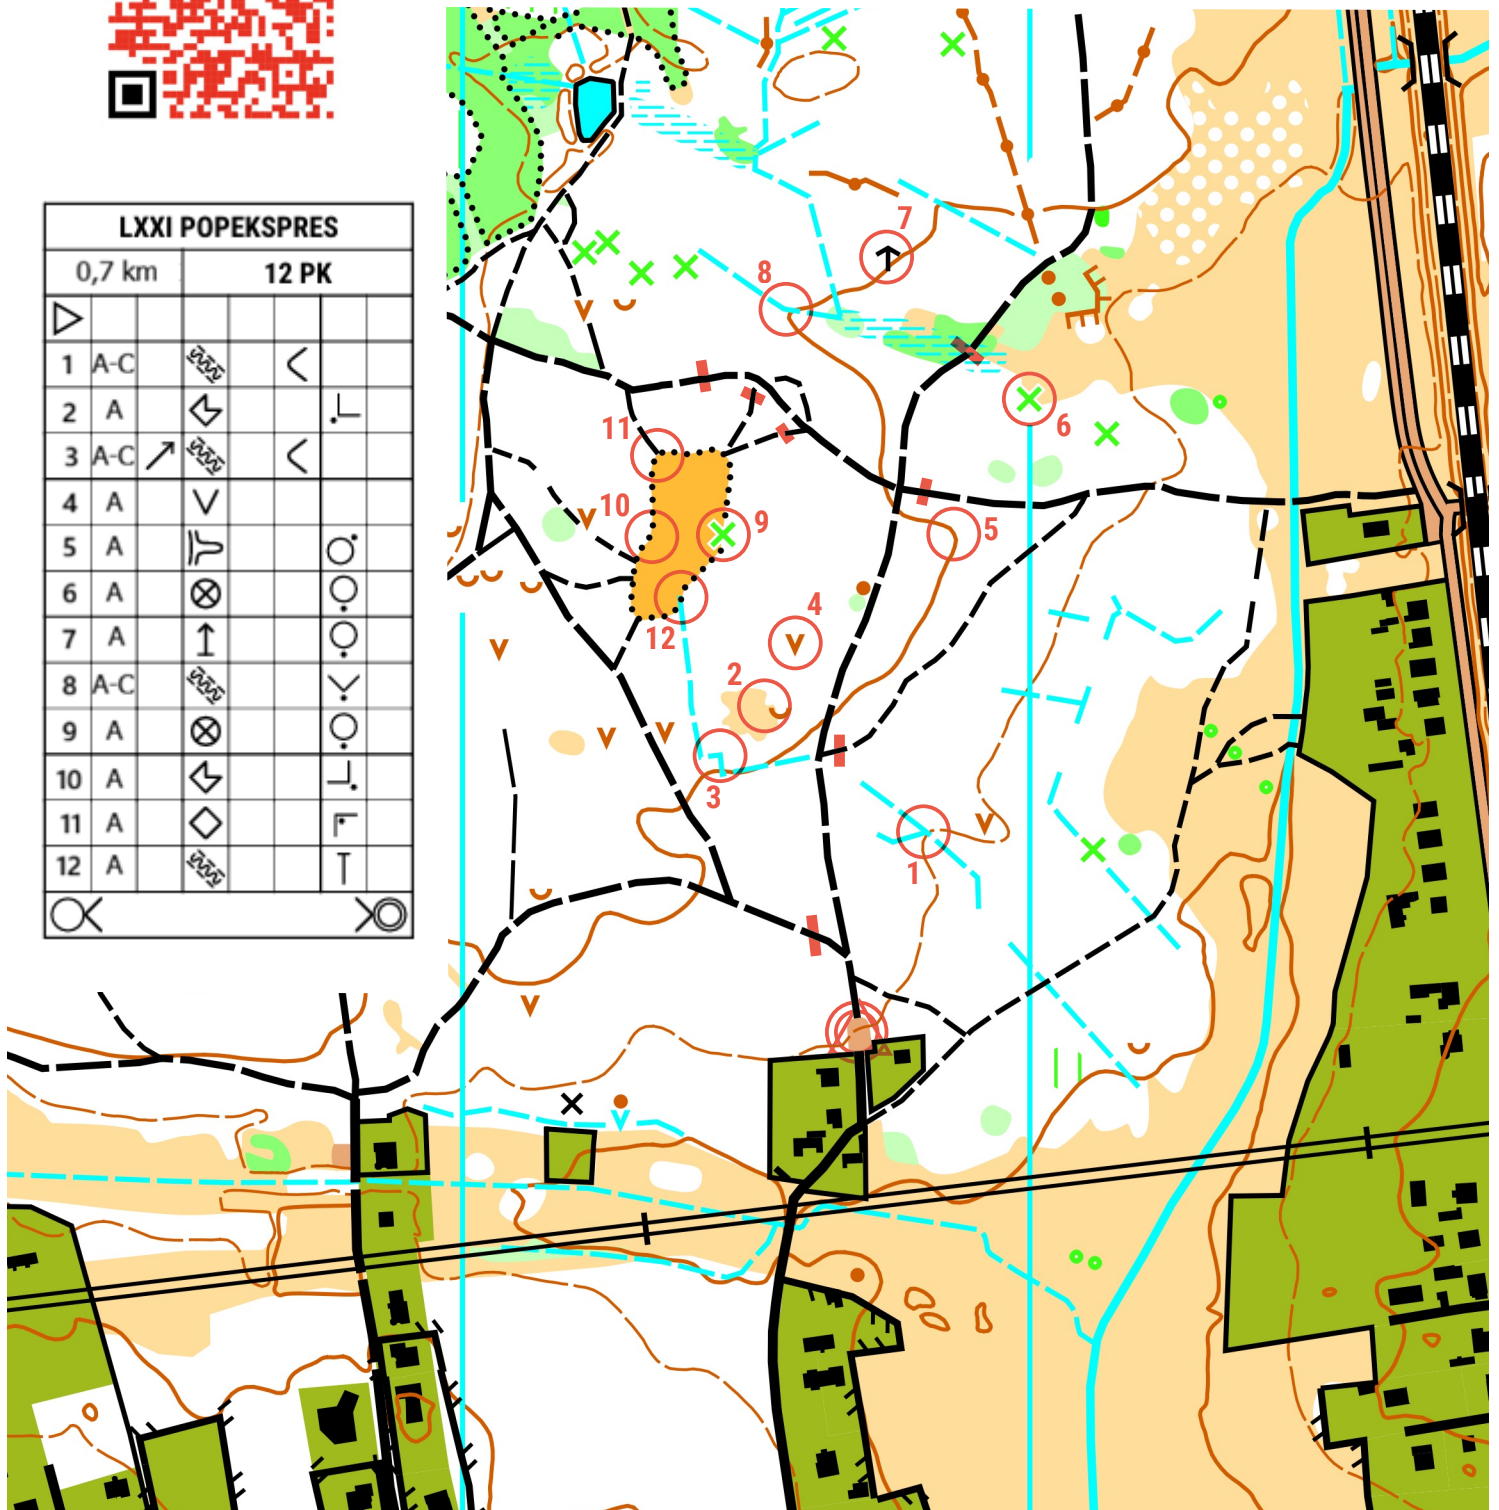 LXXI POPEKSPRES
0,7 km 12 PK
1 A-C
2 A
3 A-C
4 A
5 A
6 A
7 A
8 A-C
9 A
10 A
11 A
12 A
7
8
6
11
10
9
5
4
12
2
3
1